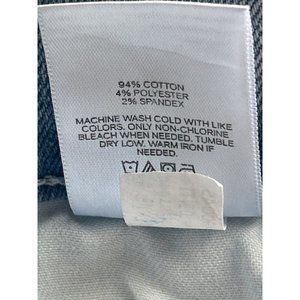 94% COTTON
4% POLYESTER
2% SPANDEX
MACHINE WASH COLD WITH LIKE
COLORS. ONLY NON-CHLORINE
BLEACH WHEN NEEDED. TUMBLE
DRY LOW. WARM IRON IF
NEEDED.